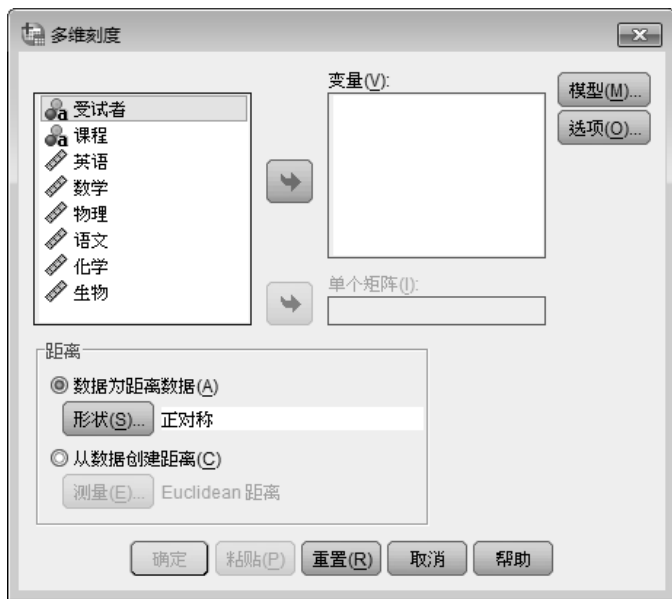 多维刻度
受试者
课程
英语
数学
物理
语文
化学
生物
变量(V):
模型(M)...
选项(O)...
单个矩阵(I):
距离
数据为距离数据(A)
形状(S)... 正对称
从数据创建距离(C)
测量(E)... Euclidean 距离
确定 粘贴(P) 重置(R) 取消 帮助